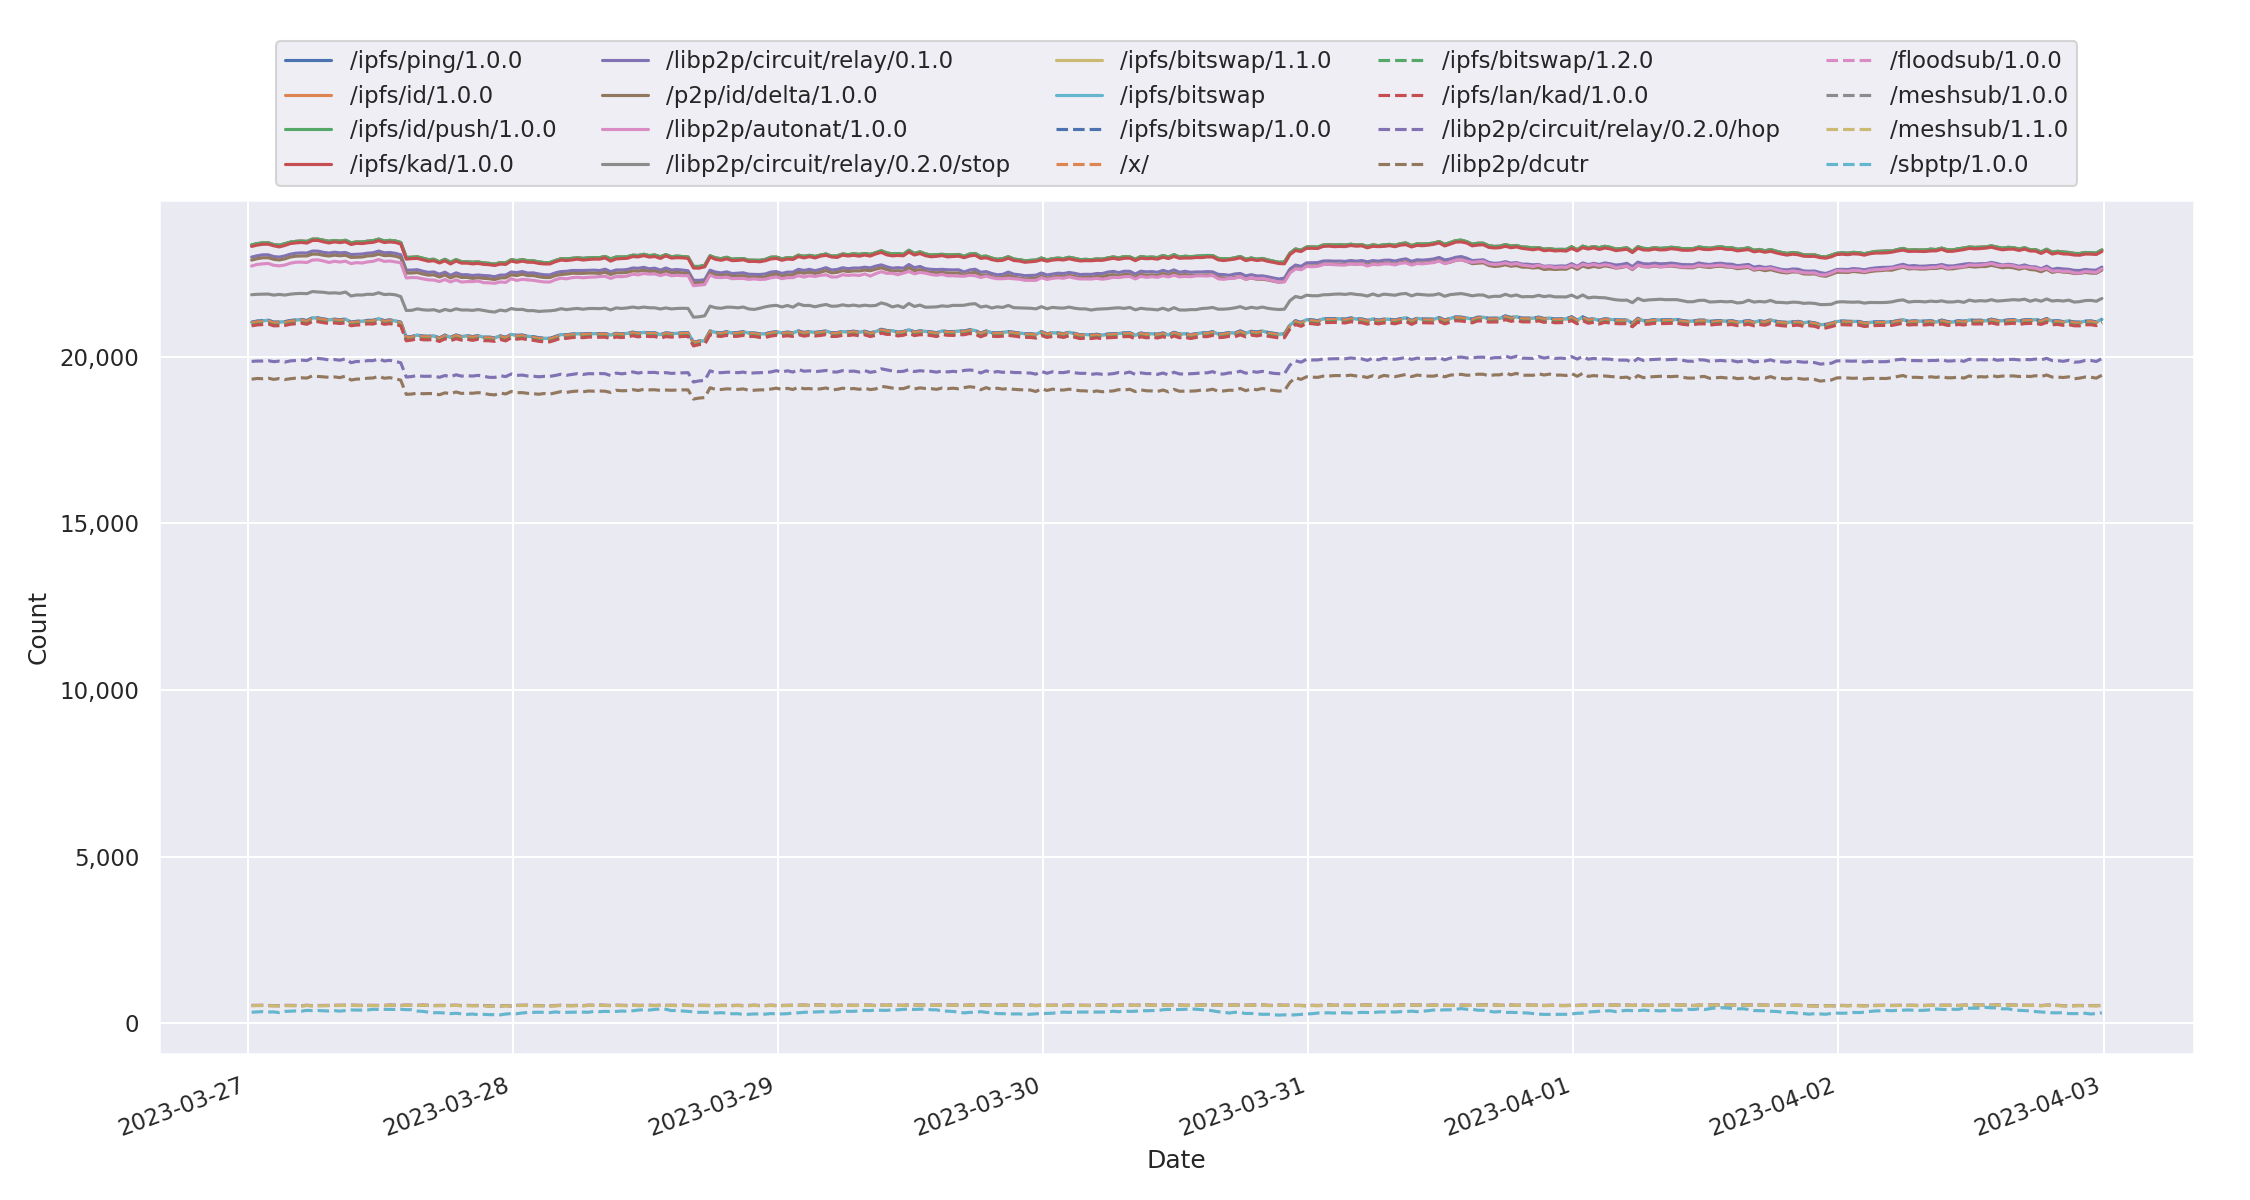 /ipfs/ping/1.0.0 /libp2p/circuit/relay/0.1.0 /ipfs/bitswap/1.1.0 /ipfs/bitswap/1.2.0 /floodsub/1.0.0
/ipfs/id/1.0.0 /p2p/id/delta/1.0.0 /ipfs/bitswap /ipfs/lan/kad/1.0.0 /meshsub/1.0.0
/ipfs/id/push/1.0.0 /libp2p/autonat/1.0.0 /ipfs/bitswap/1.0.0 /libp2p/circuit/relay/0.2.0/hop /meshsub/1.1.0
/ipfs/kad/1.0.0 /libp2p/circuit/relay/0.2.0/stop /x/ /libp2p/dcutr /sbptp/1.0.0
20,000
15,000
10,000
5,000
0
Count
2023-03-27 2023-03-28 2023-03-29 2023-03-30 2023-03-31 2023-04-01 2023-04-02 2023-04-03
Date